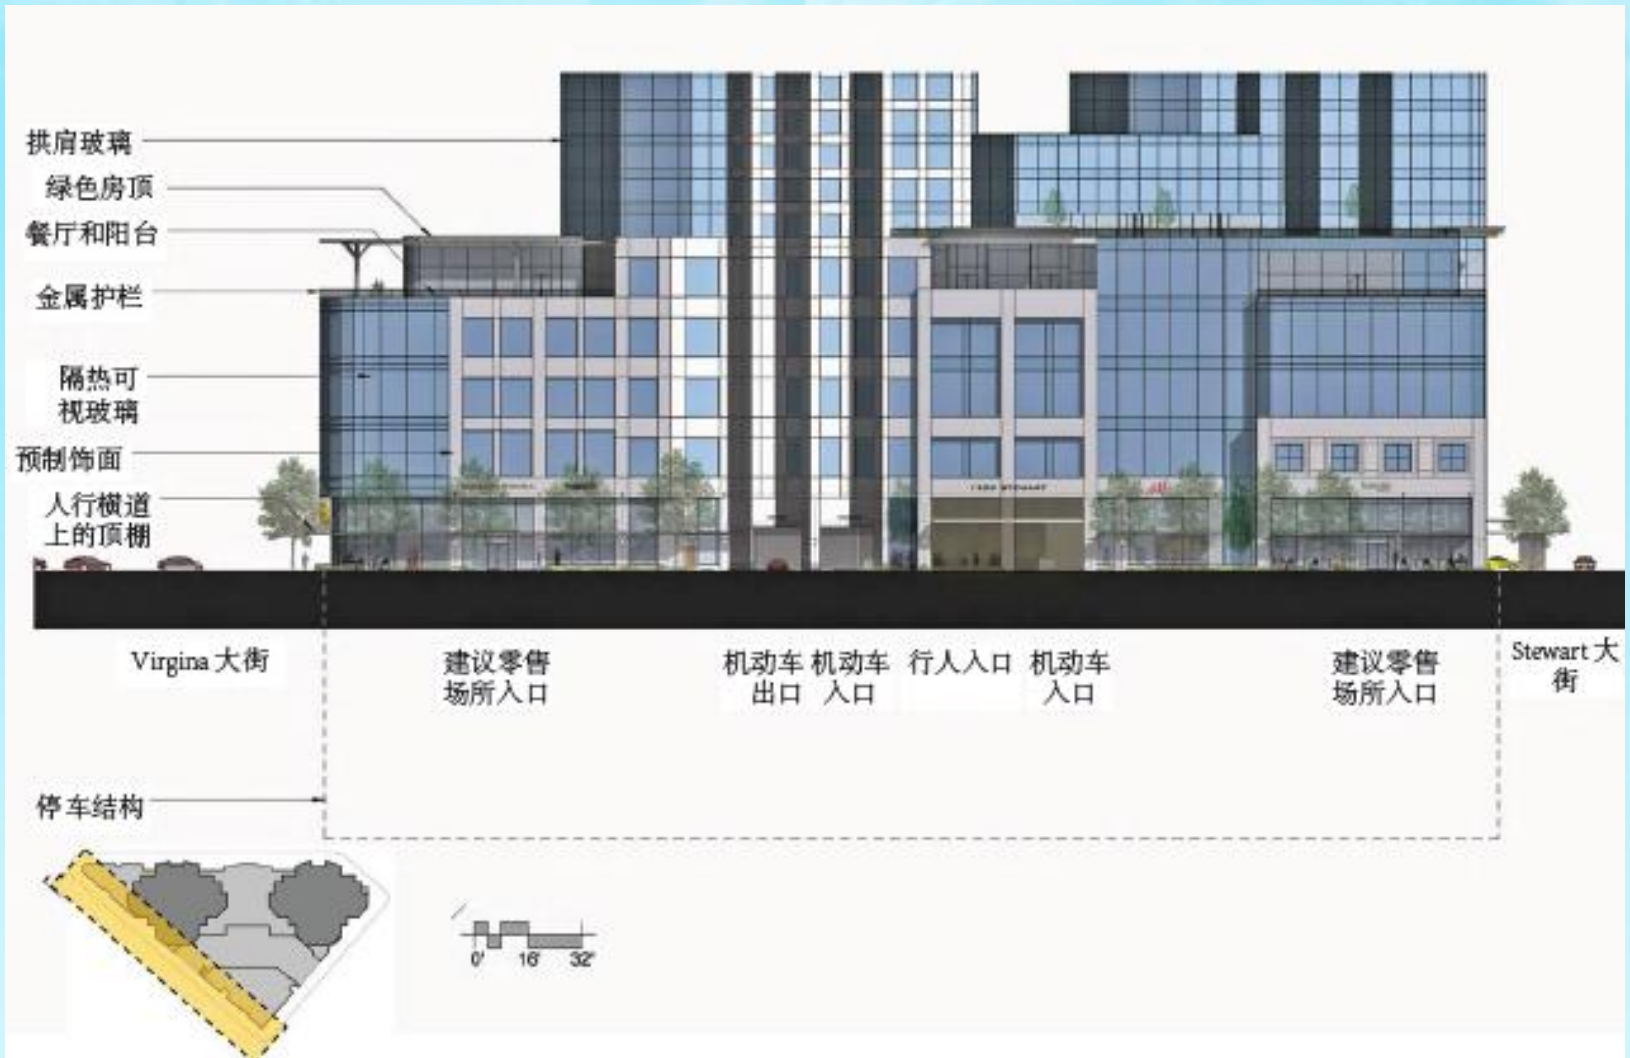 拱肩玻璃
绿色房顶
餐厅和阳台
金属护栏
隔热可
视玻璃
预制饰面
人行横道
上的顶棚
Virgina 大街
建议零售
场所入口
机动车
出口
机动车
入口
行人入口
机动车
入口
建议零售
场所入口
Stewart 大
街
停车结构
0' 16' 32'